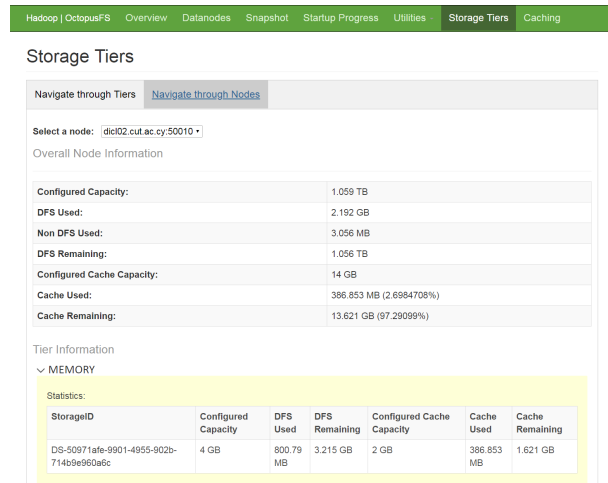 Hadoop | OctopusFS Overview Datanodes Snapshot Startup Progress Utilities Storage Tiers Caching
Storage Tiers
Navigate through Tiers Navigate through Nodes
Select a node: dicl02.cut.ac.cy:50010
Overall Node Information
Configured Capacity: 1.059 TB
DFS Used: 2.192 GB
Non DFS Used: 3.056 MB
DFS Remaining: 1.056 TB
Configured Cache Capacity: 14 GB
Cache Used: 386.853 MB (2.6984708%)
Cache Remaining: 13.621 GB (97.29099%)
Tier Information
MEMORY
Statistics:
StorageID Configured DFS DFS Configured Cache Cache Cache
Capacity Used Remaining Capacity Used Remaining
DS-50971afe-9901-4955-902b- 4 GB 800.79 3.215 GB 2 GB 386.853 1.621 GB
714b9e960a6c MB MB